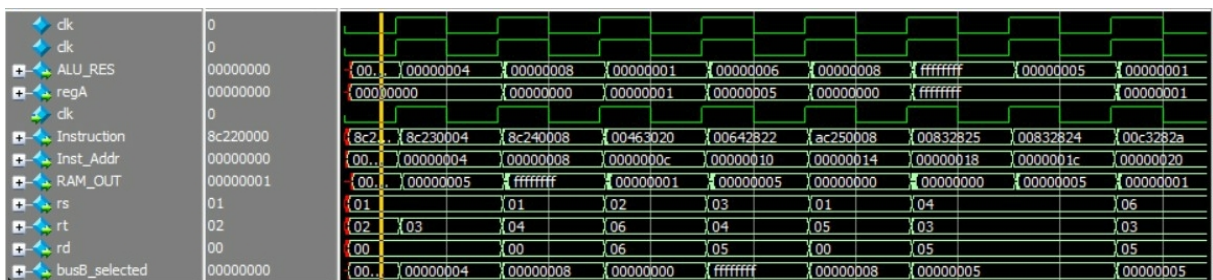 clk 0
clk 0
ALU_RES 00000000 00... 00000004 00000008 00000001 00000006 00000008 ffffffff 00000005 00000001
regA 00000000 00000000 00000000 00000001 00000005 00000000 ffffffff 00000001
clk 0
Instruction 8c220000 8c2... 8c230004 8c240008 00463020 00642822 ac250008 00832825 00832824 00c3282a
Inst_Addr 00000000 00... 00000004 00000008 0000000c 00000010 00000014 00000018 0000001c 00000020
RAM_OUT 00000001 00... 00000005 ffffffff 00000001 00000005 00000000 00000000 00000005 00000001
rs 01 01 01 02 03 01 04 06
rt 02 02 03 04 06 04 05 03 03
rd 00 00 00 06 05 00 05 05
busB_selected 00000000 00... 00000004 00000008 00000000 ffffffff 00000008 00000005 00000005